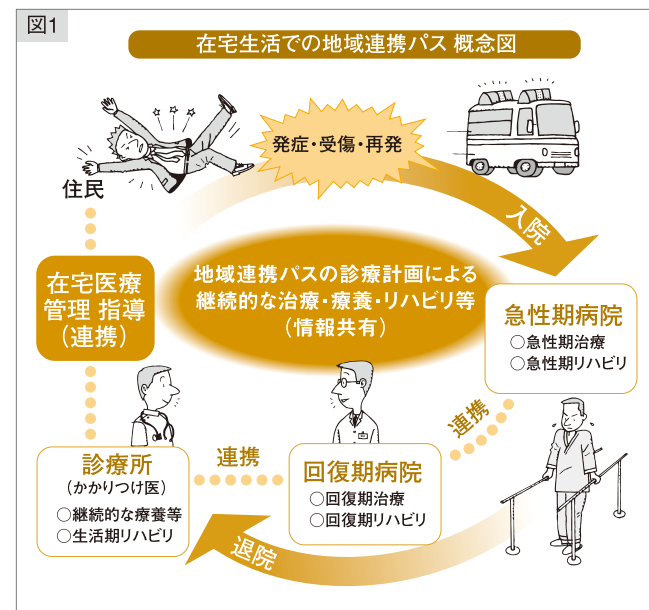 図1
在宅生活での地域連携パス 概念図
発症・受傷・再発
住民
入院
地域連携パスの診療計画による
継続的な治療・療養・リハビリ等
(情報共有)
在宅医療
管理 指導
(連携)
急性期病院
○急性期治療
○急性期リハビリ
連携
診療所
(かかりつけ医)
○継続的な療養等
○生活期リハビリ
連携
回復期病院
○回復期治療
○回復期リハビリ
退院